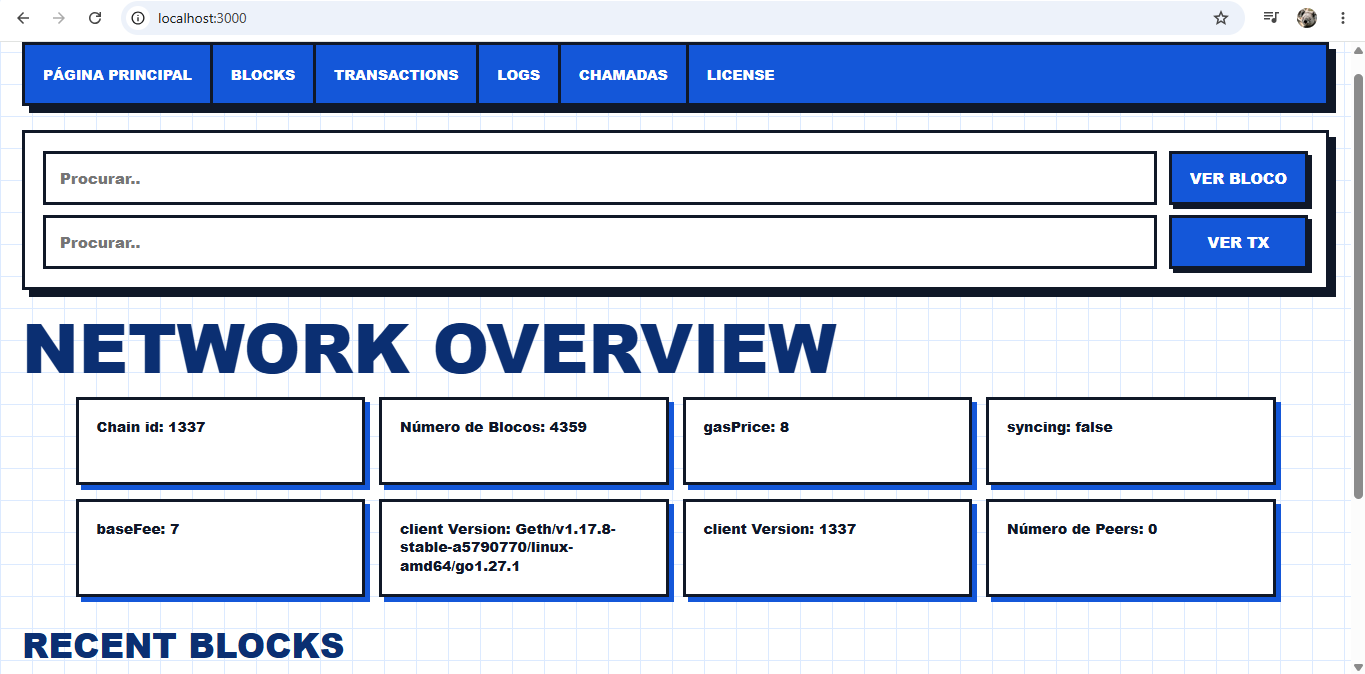 localhost:3000
PÁGINA PRINCIPAL BLOCKS TRANSACTIONS LOGS CHAMADAS LICENSE
Procurar.. VER BLOCO
Procurar.. VER TX
NETWORK OVERVIEW
Chain id: 1337
Número de Blocos: 4359
gasPrice: 8
syncing: false
baseFee: 7
client Version: Geth/v1.17.8-
stable-a5790770/linux-
amd64/go1.27.1
client Version: 1337
Número de Peers: 0
RECENT BLOCKS